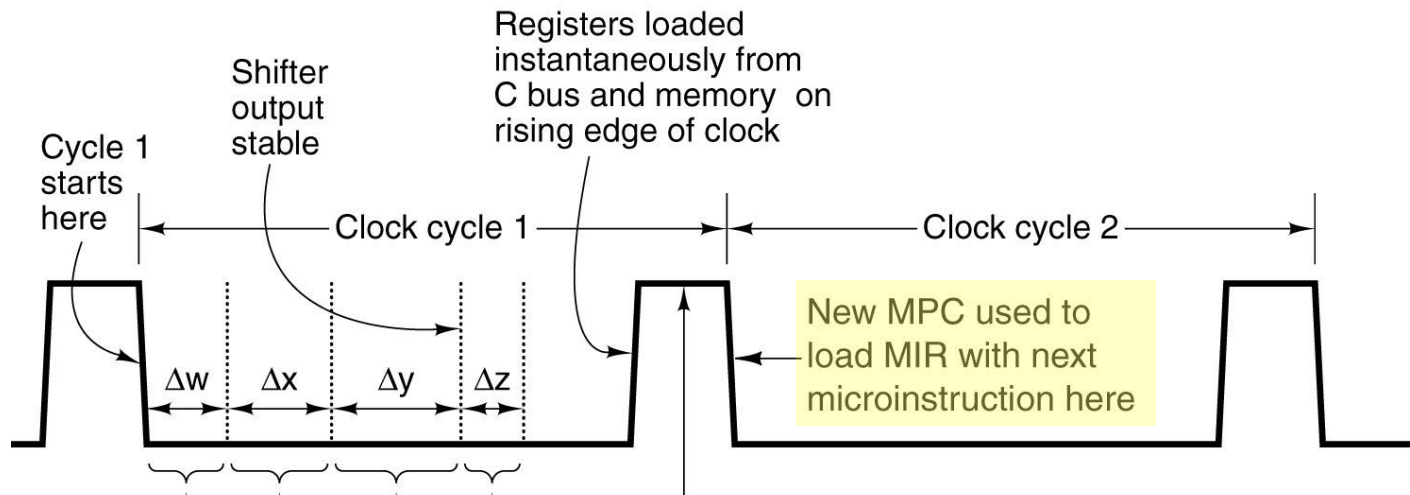 Registers loaded
instantaneously from
C bus and memory on
rising edge of clock
Shifter
output
stable
Cycle 1
starts
here
Clock cycle 1
Clock cycle 2
New MPC used to
load MIR with next
microinstruction here
Δw
Δx
Δy
Δz